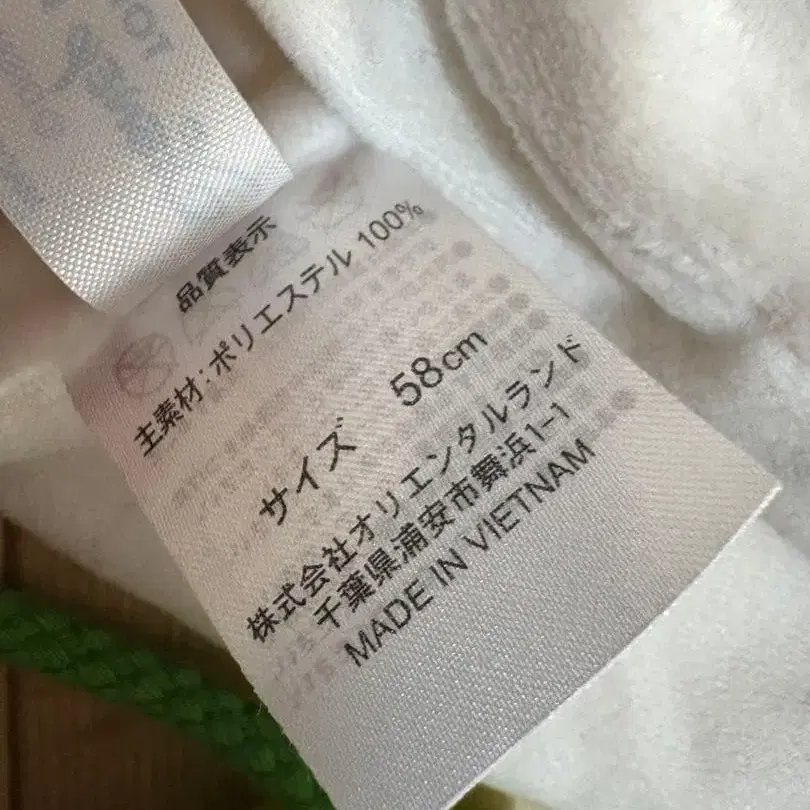 品質表示
主素材:ポリエステル 100%
サイズ 58cm
株式会社オリエンタルランド
千葉県浦安市舞浜1-1
MADE IN VIETNAM